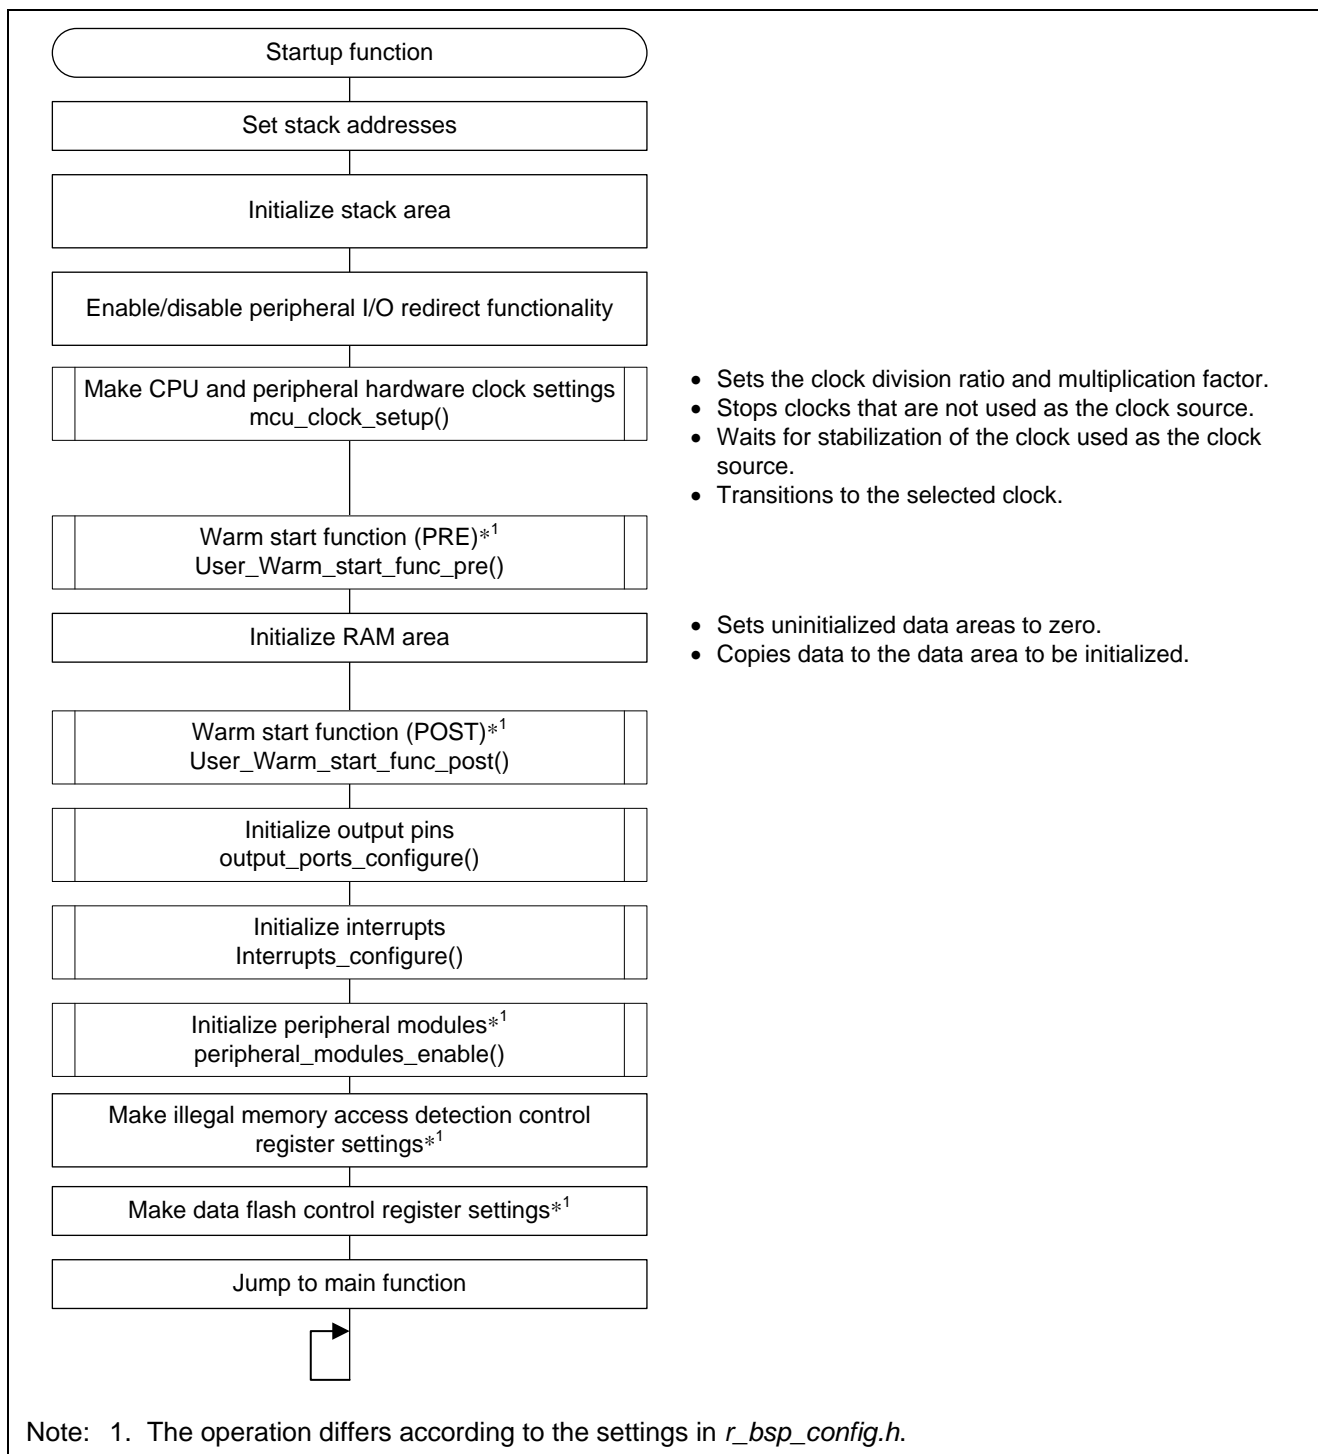 Startup function
Set stack addresses
Initialize stack area
Enable/disable peripheral I/O redirect functionality
Make CPU and peripheral hardware clock settings
mcu_clock_setup()
• Sets the clock division ratio and multiplication factor.
• Stops clocks that are not used as the clock source.
• Waits for stabilization of the clock used as the clock
source.
• Transitions to the selected clock.
Warm start function (PRE)*1
User_Warm_start_func_pre()
Initialize RAM area
• Sets uninitialized data areas to zero.
• Copies data to the data area to be initialized.
Warm start function (POST)*1
User_Warm_start_func_post()
Initialize output pins
output_ports_configure()
Initialize interrupts
Interrupts_configure()
Initialize peripheral modules*1
peripheral_modules_enable()
Make illegal memory access detection control
register settings*1
Make data flash control register settings*1
Jump to main function
Note: 1. The operation differs according to the settings in r_bsp_config.h.